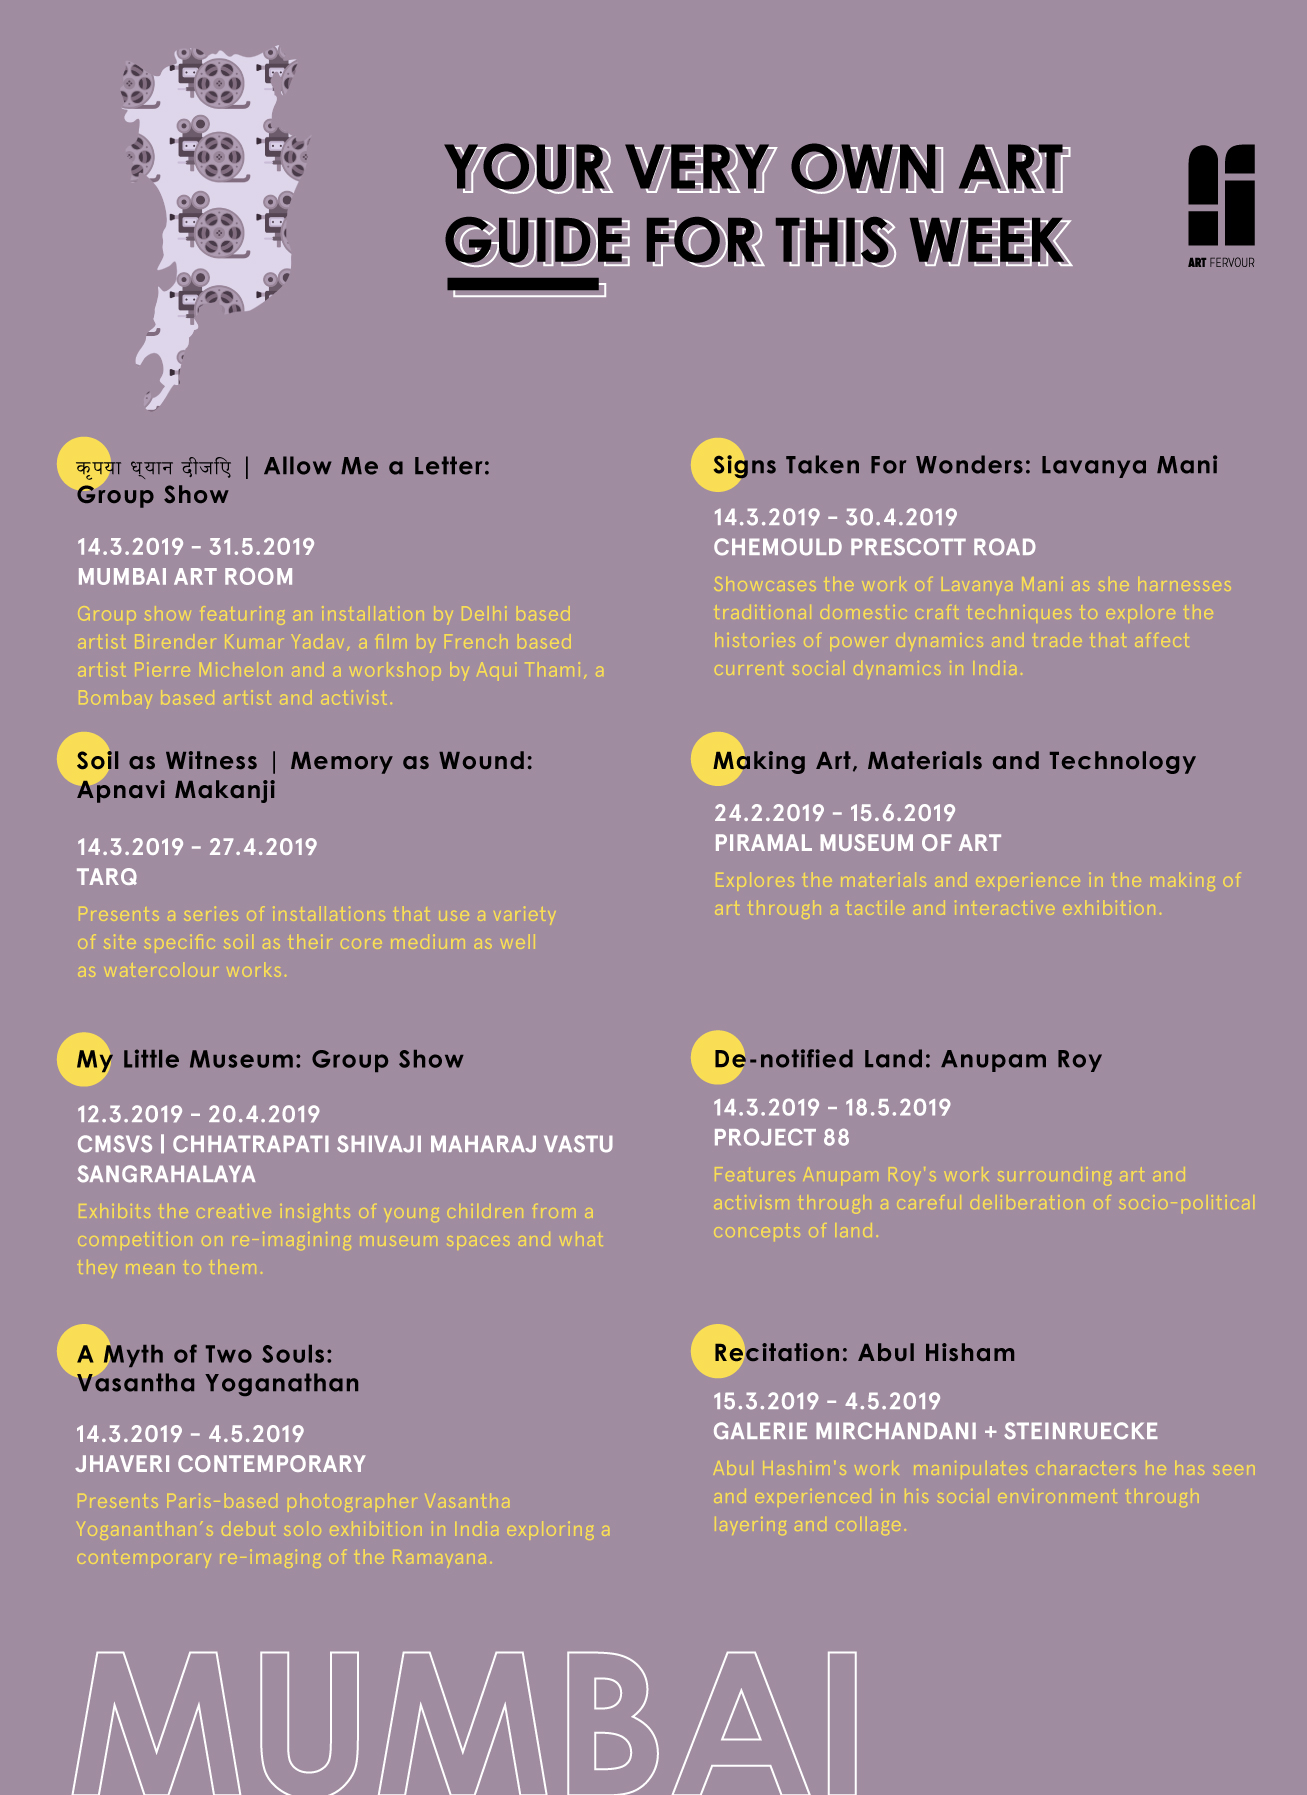 YOUR VERY OWN ART
GUIDE FOR THIS WEEK
ART FERVOUR
कृपया ध्यान दीजिए | Allow Me a Letter:
Group Show
14.3.2019 – 31.5.2019
MUMBAI ART ROOM
Group show featuring an installation by Delhi based
artist Birender Kumar Yadav, a film by French based
artist Pierre Michelon and a workshop by Aqui Thami, a
Bombay based artist and activist.
Signs Taken For Wonders: Lavanya Mani
14.3.2019 – 30.4.2019
CHEMOULD PRESCOTT ROAD
Showcases the work of Lavanya Mani as she harnesses
traditional domestic craft techniques to explore the
histories of power dynamics and trade that affect
current social dynamics in India.
Soil as Witness | Memory as Wound:
Apnavi Makanji
14.3.2019 – 27.4.2019
TARQ
Presents a series of installations that use a variety
of site specific soil as their core medium as well
as watercolour works.
Making Art, Materials and Technology
24.2.2019 – 15.6.2019
PIRAMAL MUSEUM OF ART
Explores the materials and experience in the making of
art through a tactile and interactive exhibition.
My Little Museum: Group Show
12.3.2019 – 20.4.2019
CMSVS | CHHATRAPATI SHIVAJI MAHARAJ VASTU
SANGRAHALAYA
Exhibits the creative insights of young children from a
competition on re-imagining museum spaces and what
they mean to them.
De-notified Land: Anupam Roy
14.3.2019 – 18.5.2019
PROJECT 88
Features Anupam Roy's work surrounding art and
activism through a careful deliberation of socio-political
concepts of land.
A Myth of Two Souls:
Vasantha Yoganathan
14.3.2019 – 4.5.2019
JHAVERI CONTEMPORARY
Presents Paris-based photographer Vasantha
Yogananthan’s debut solo exhibition in India exploring a
contemporary re-imaging of the Ramayana.
Recitation: Abul Hisham
15.3.2019 – 4.5.2019
GALERIE MIRCHANDANI + STEINRUECKE
Abul Hashim's work manipulates characters he has seen
and experienced in his social environment through
layering and collage.
MUMBAI